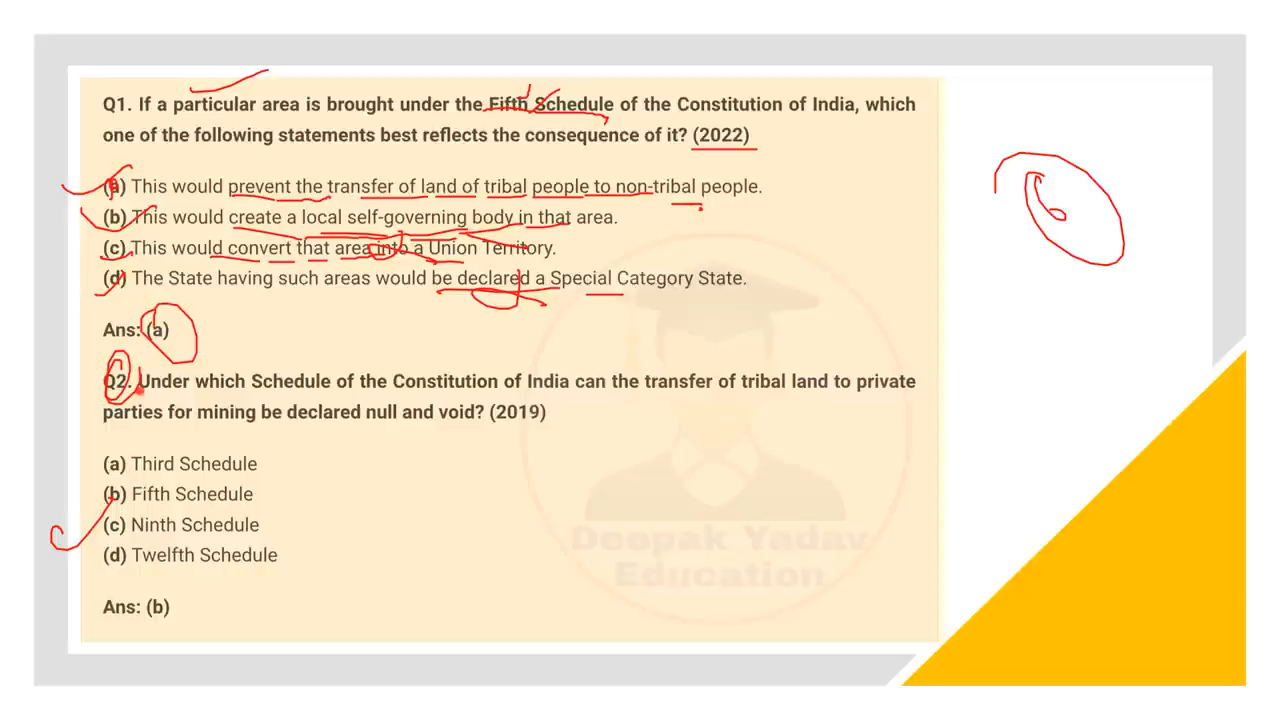 Q1. If a particular area is brought under the Fifth Schedule of the Constitution of India, which
one of the following statements best reflects the consequence of it? (2022)
(a) This would prevent the transfer of land of tribal people to non-tribal people.
(b) This would create a local self-governing body in that area.
(c) This would convert that area into a Union Territory.
(d) The State having such areas would be declared a Special Category State.
Ans: (a)
Q2. Under which Schedule of the Constitution of India can the transfer of tribal land to private
parties for mining be declared null and void? (2019)
(a) Third Schedule
(b) Fifth Schedule
(c) Ninth Schedule
(d) Twelfth Schedule
Ans: (b)
Deepak Yadav
Education